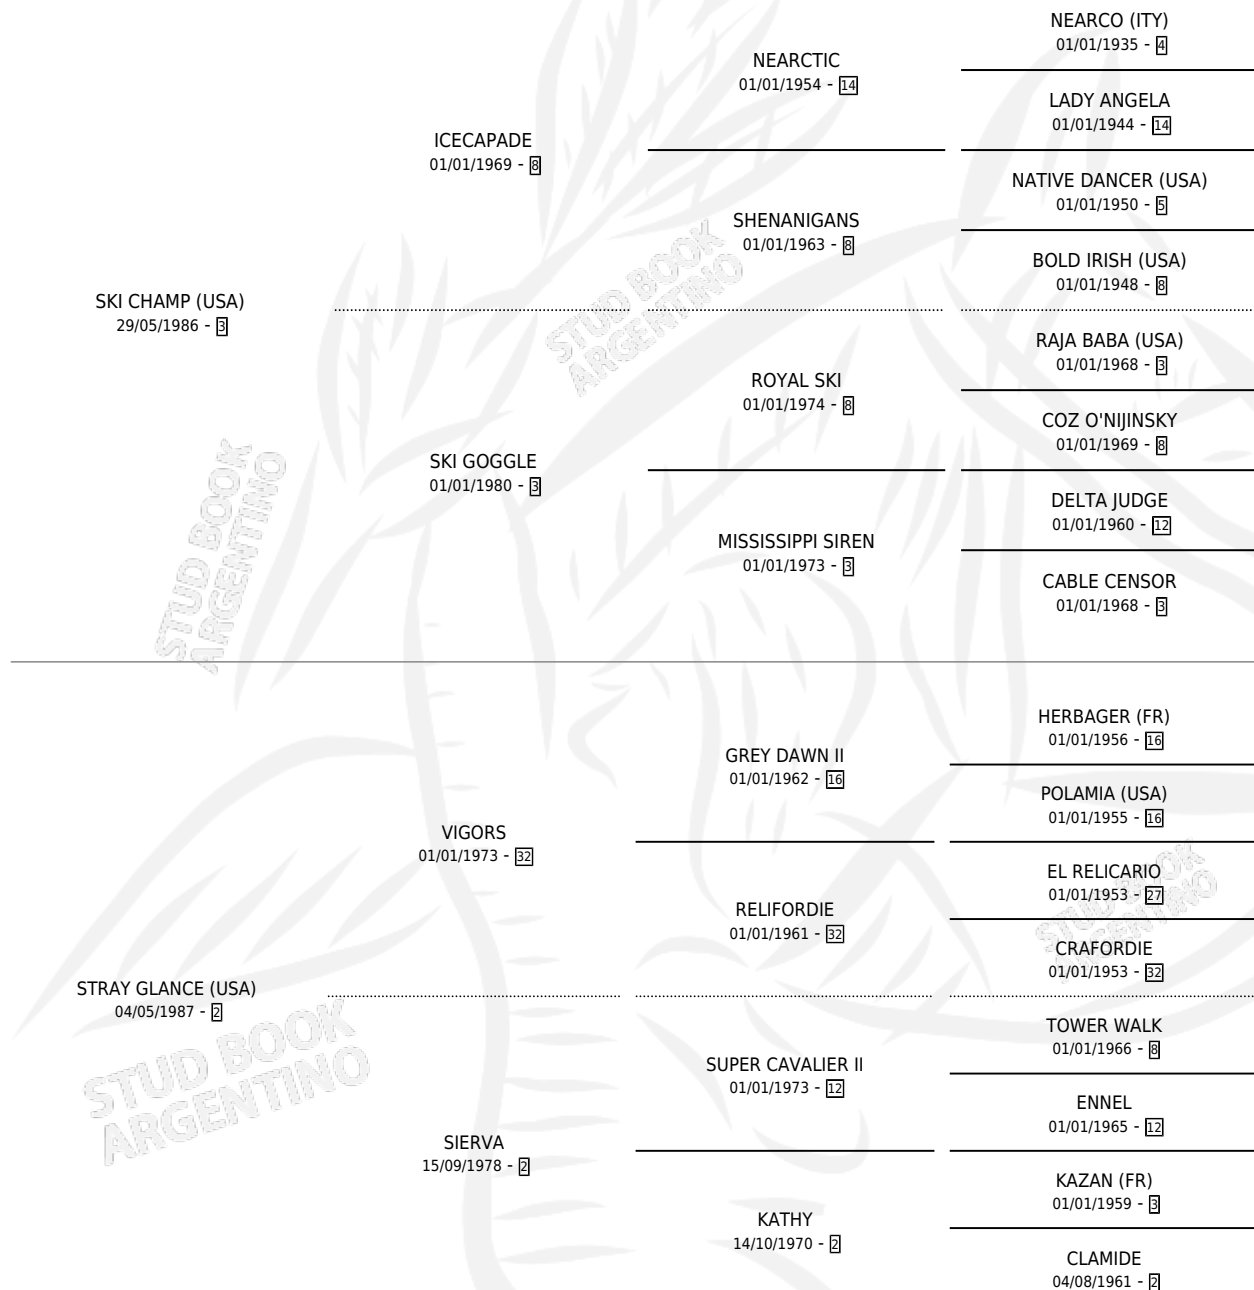 NEARCO (ITY)
01/01/1935 - 4
NEARCTIC
01/01/1954 - 14
LADY ANGELA
01/01/1944 - 14
ICECAPADE
01/01/1969 - 8
NATIVE DANCER (USA)
01/01/1950 - 5
SHENANIGANS
01/01/1963 - 8
BOLD IRISH (USA)
01/01/1948 - 8
SKI CHAMP (USA)
29/05/1986 - 3
STUD BOOK
ARGENTINO
RAJA BABA (USA)
01/01/1968 - 3
ROYAL SKI
01/01/1974 - 8
COZ O'NIJINSKY
01/01/1969 - 8
SKI GOGGLE
01/01/1980 - 3
DELTA JUDGE
01/01/1960 - 12
MISSISSIPPI SIREN
01/01/1973 - 3
CABLE CENSOR
01/01/1968 - 3
STUD BOOK
ARGENTINO
HERBAGER (FR)
01/01/1956 - 16
GREY DAWN II
01/01/1962 - 16
POLAMIA (USA)
01/01/1955 - 16
VIGORS
01/01/1973 - 32
EL RELICARIO
01/01/1953 - 27
RELIFORDIE
01/01/1961 - 32
STUD BOOK
ARGENTINO
CRAFORDIE
01/01/1953 - 32
STRAY GLANCE (USA)
04/05/1987 - 2
STUD BOOK
ARGENTINO
TOWER WALK
01/01/1966 - 8
SUPER CAVALIER II
01/01/1973 - 12
ENNEL
01/01/1965 - 12
SIERVA
15/09/1978 - 2
KAZAN (FR)
01/01/1959 - 3
KATHY
14/10/1970 - 2
CLAMIDE
04/08/1961 - 2